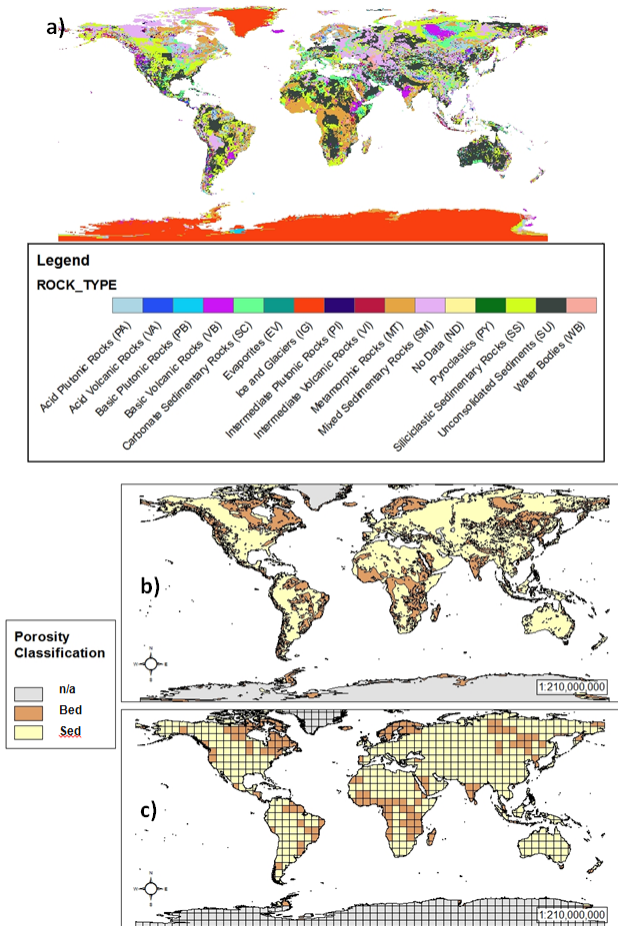 a)
Legend
ROCK_TYPE
Acid Plutonic Rocks (PA)
Acid Volcanic Rocks (VA)
Basic Plutonic Rocks (PB)
Basic Volcanic Rocks (VB)
Carbonate Sedimentary Rocks (SC)
Evaporites (EV)
Ice and Glaciers (IG)
Intermediate Plutonic Rocks (PI)
Intermediate Volcanic Rocks (VI)
Metamorphic Rocks (MT)
Mixed Sedimentary Rocks (SM)
No Data (ND)
Pyroclastics (PY)
Siliciclastic Sedimentary Rocks (SS)
Unconsolidated Sediments (SU)
Water Bodies (WB)
b)
N
W E
S
1:210,000,000
Porosity
Classification
n/a
Bed
Sed
c)
N
W E
S
1:210,000,000